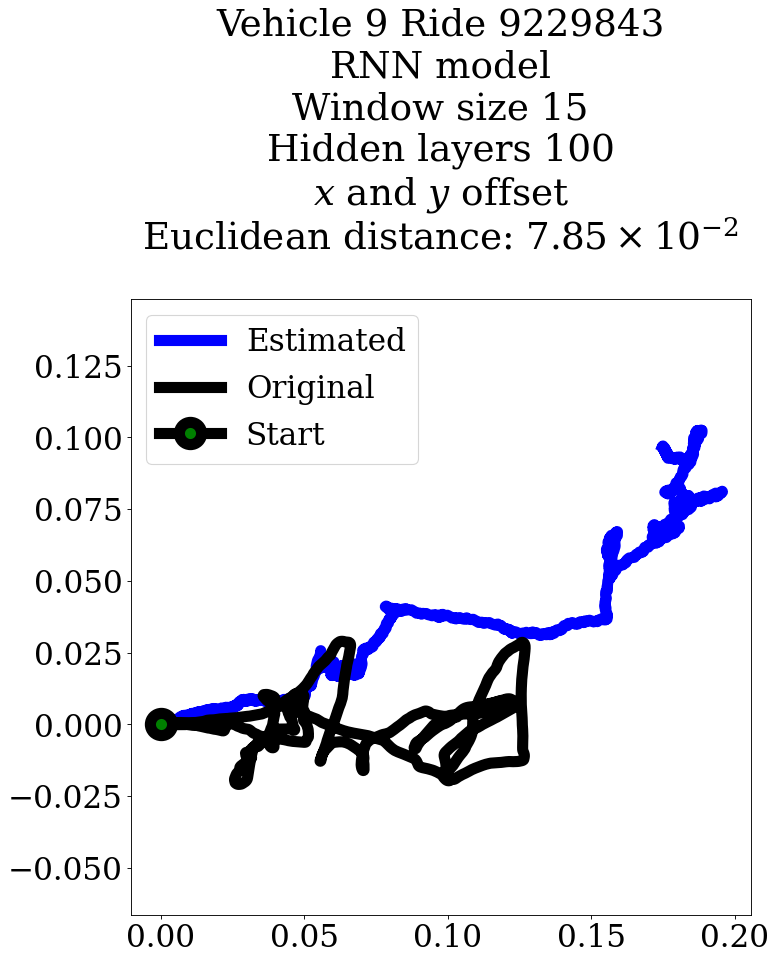 Vehicle 9 Ride 9229843
RNN model
Window size 15
Hidden layers 100
x and y offset
Euclidean distance: 7.85 × 10⁻²
Estimated
Original
Start
0.125
0.100
0.075
0.050
0.025
0.000
−0.025
−0.050
0.00 0.05 0.10 0.15 0.20